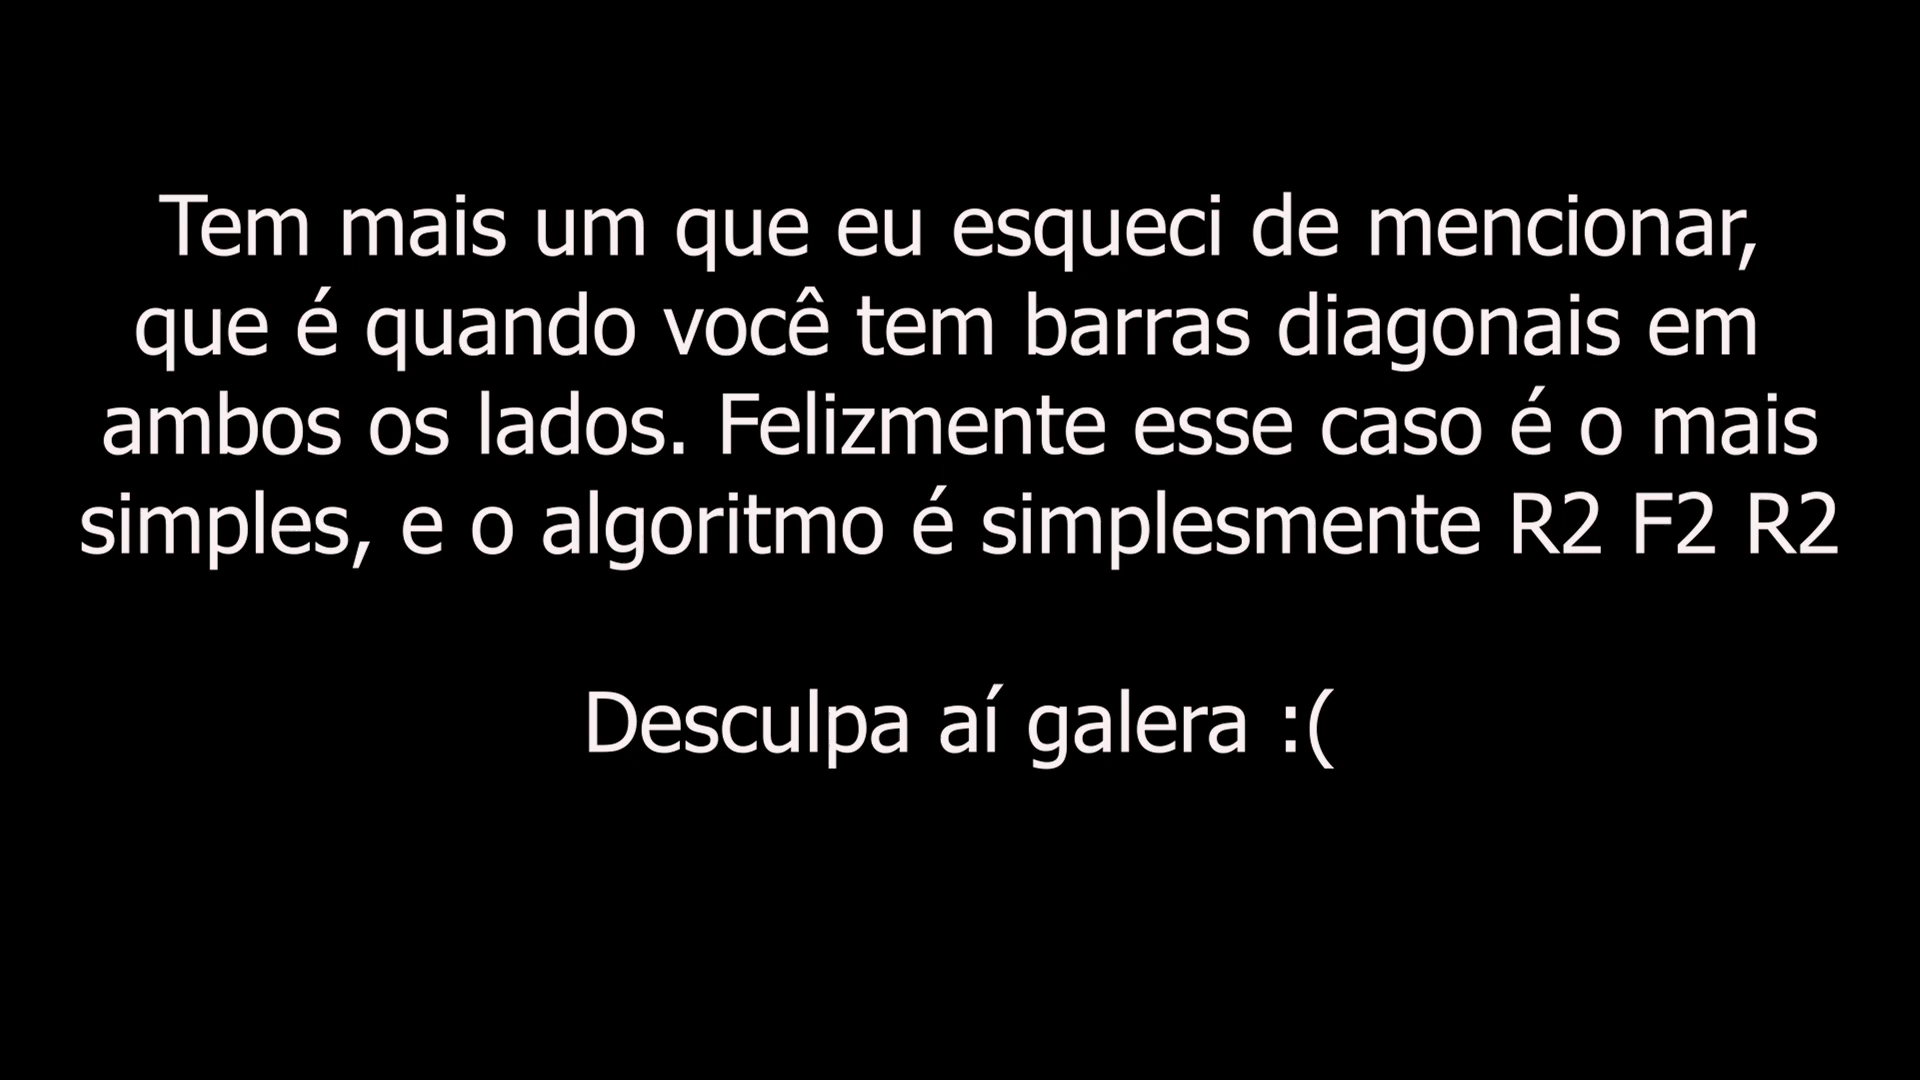 Tem mais um que eu esqueci de mencionar,
que é quando você tem barras diagonais em
ambos os lados. Felizmente esse caso é o mais
simples, e o algoritmo é simplesmente R2 F2 R2
Desculpa aí galera :(